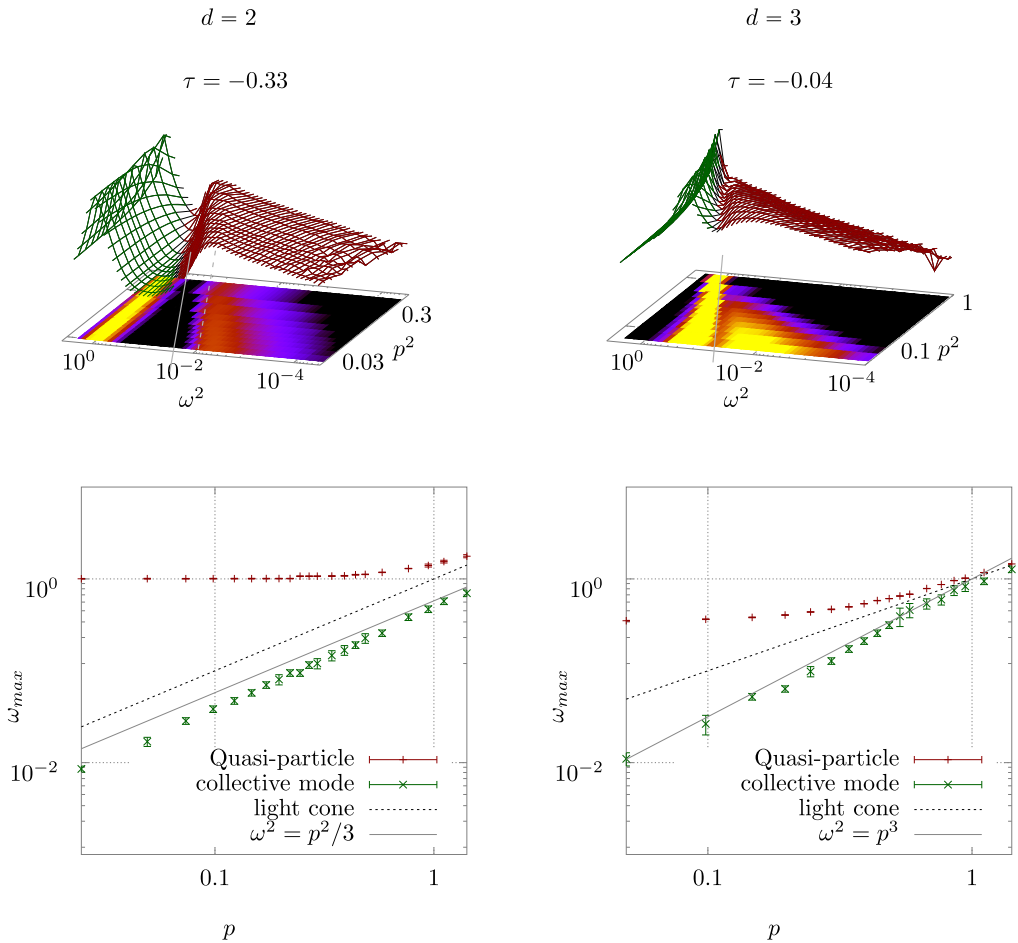 d = 2
d = 3
τ = −0.33
τ = −0.04
10⁰
10⁻²
10⁻⁴
ω²
0.03
0.3
p²
10⁰
10⁻²
10⁻⁴
ω²
0.1
1
p²
10⁰
10⁻²
ω_max
0.1
1
p
Quasi-particle
collective mode
light cone
ω² = p²/3
10⁰
10⁻²
ω_max
0.1
1
p
Quasi-particle
collective mode
light cone
ω² = p³